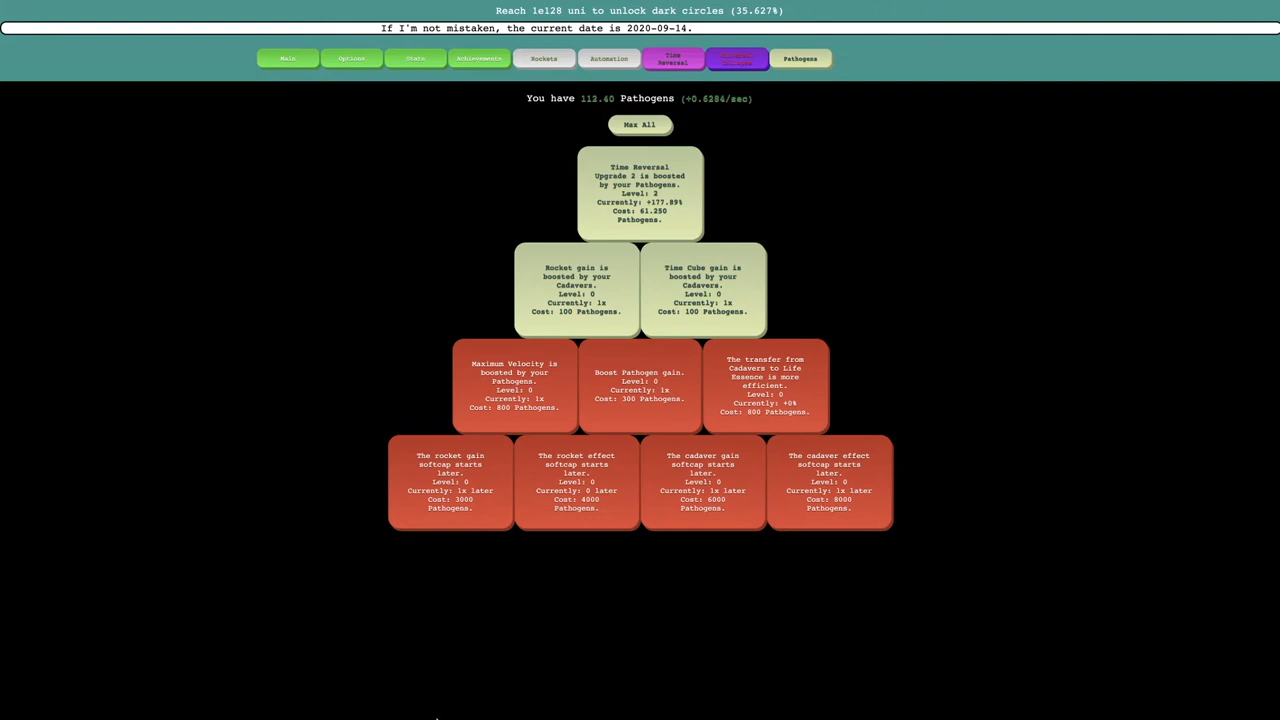 Reach 1e128 uni to unlock dark circles (35.627%)
If I'm not mistaken, the current date is 2020-09-14.
Main
Options
Stats
Achievements
Rockets
Automation
Time
Reversal
Pathogens
You have 112.40 Pathogens (+0.6284/sec)
Max All
Time Reversal
Upgrade 2 is boosted
by your Pathogens.
Level: 2
Currently: +177.89%
Cost: 61.250
Pathogens.
Rocket gain is
boosted by your
Cadavers.
Level: 0
Currently: 1x
Cost: 100 Pathogens.
Time Cube gain is
boosted by your
Cadavers.
Level: 0
Currently: 1x
Cost: 100 Pathogens.
Maximum Velocity is
boosted by your
Pathogens.
Level: 0
Currently: 1x
Cost: 800 Pathogens.
Boost Pathogen gain.
Level: 0
Currently: 1x
Cost: 300 Pathogens.
The transfer from
Cadavers to Life
Essence is more
efficient.
Level: 0
Currently: +0%
Cost: 800 Pathogens.
The rocket gain
softcap starts
later.
Level: 0
Currently: 1x later
Cost: 3000
Pathogens.
The rocket effect
softcap starts
later.
Level: 0
Currently: 0 later
Cost: 4000
Pathogens.
The cadaver gain
softcap starts
later.
Level: 0
Currently: 1x later
Cost: 6000
Pathogens.
The cadaver effect
softcap starts
later.
Level: 0
Currently: 1x later
Cost: 8000
Pathogens.